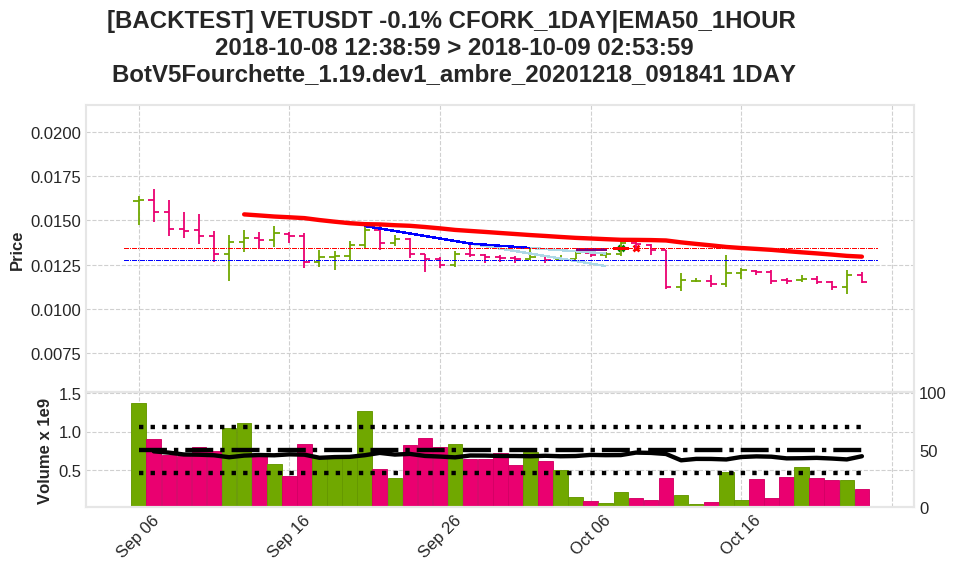 [BACKTEST] VETUSDT -0.1% CFORK_1DAY|EMA50_1HOUR
2018-10-08 12:38:59 > 2018-10-09 02:53:59
BotV5Fourchette_1.19.dev1_ambre_20201218_091841 1DAY
0.0200
0.0175
0.0150
0.0125
0.0100
0.0075
Price
1.5
1.0
0.5
Volume x 1e9
100
50
0
Sep 06
Sep 16
Sep 26
Oct 06
Oct 16